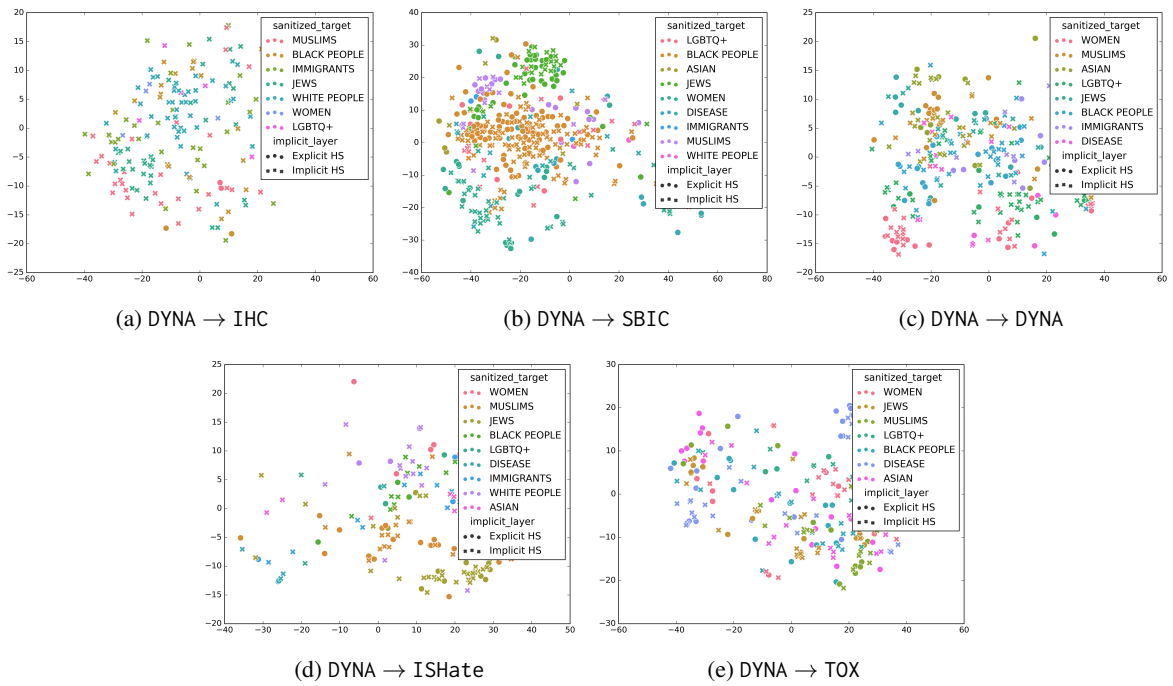 25
20
15
10
5
0
−5
−10
−15
−20
−25
−60
−40
−20
0
20
40
60
sanitized_target
MUSLIMS
BLACK PEOPLE
IMMIGRANTS
JEWS
WHITE PEOPLE
WOMEN
LGBTQ+
implicit_layer
Explicit HS
Implicit HS
(a) DYNA → IHC
40
30
20
10
0
−10
−20
−30
−40
−60
−40
−20
0
20
40
60
80
sanitized_target
LGBTQ+
BLACK PEOPLE
ASIAN
JEWS
WOMEN
DISEASE
IMMIGRANTS
MUSLIMS
WHITE PEOPLE
implicit_layer
Explicit HS
Implicit HS
(b) DYNA → SBIC
25
20
15
10
5
0
−5
−10
−15
−20
−60
−40
−20
0
20
40
60
sanitized_target
WOMEN
MUSLIMS
ASIAN
LGBTQ+
JEWS
BLACK PEOPLE
IMMIGRANTS
DISEASE
implicit_layer
Explicit HS
Implicit HS
(c) DYNA → DYNA
25
20
15
10
5
0
−5
−10
−15
−20
−40
−30
−20
−10
0
10
20
30
40
50
sanitized_target
WOMEN
MUSLIMS
JEWS
BLACK PEOPLE
LGBTQ+
DISEASE
IMMIGRANTS
WHITE PEOPLE
ASIAN
implicit_layer
Explicit HS
Implicit HS
(d) DYNA → ISHate
30
20
10
0
−10
−20
−30
−60
−40
−20
0
20
40
60
sanitized_target
WOMEN
JEWS
MUSLIMS
LGBTQ+
BLACK PEOPLE
DISEASE
ASIAN
implicit_layer
Explicit HS
Implicit HS
(e) DYNA → TOX